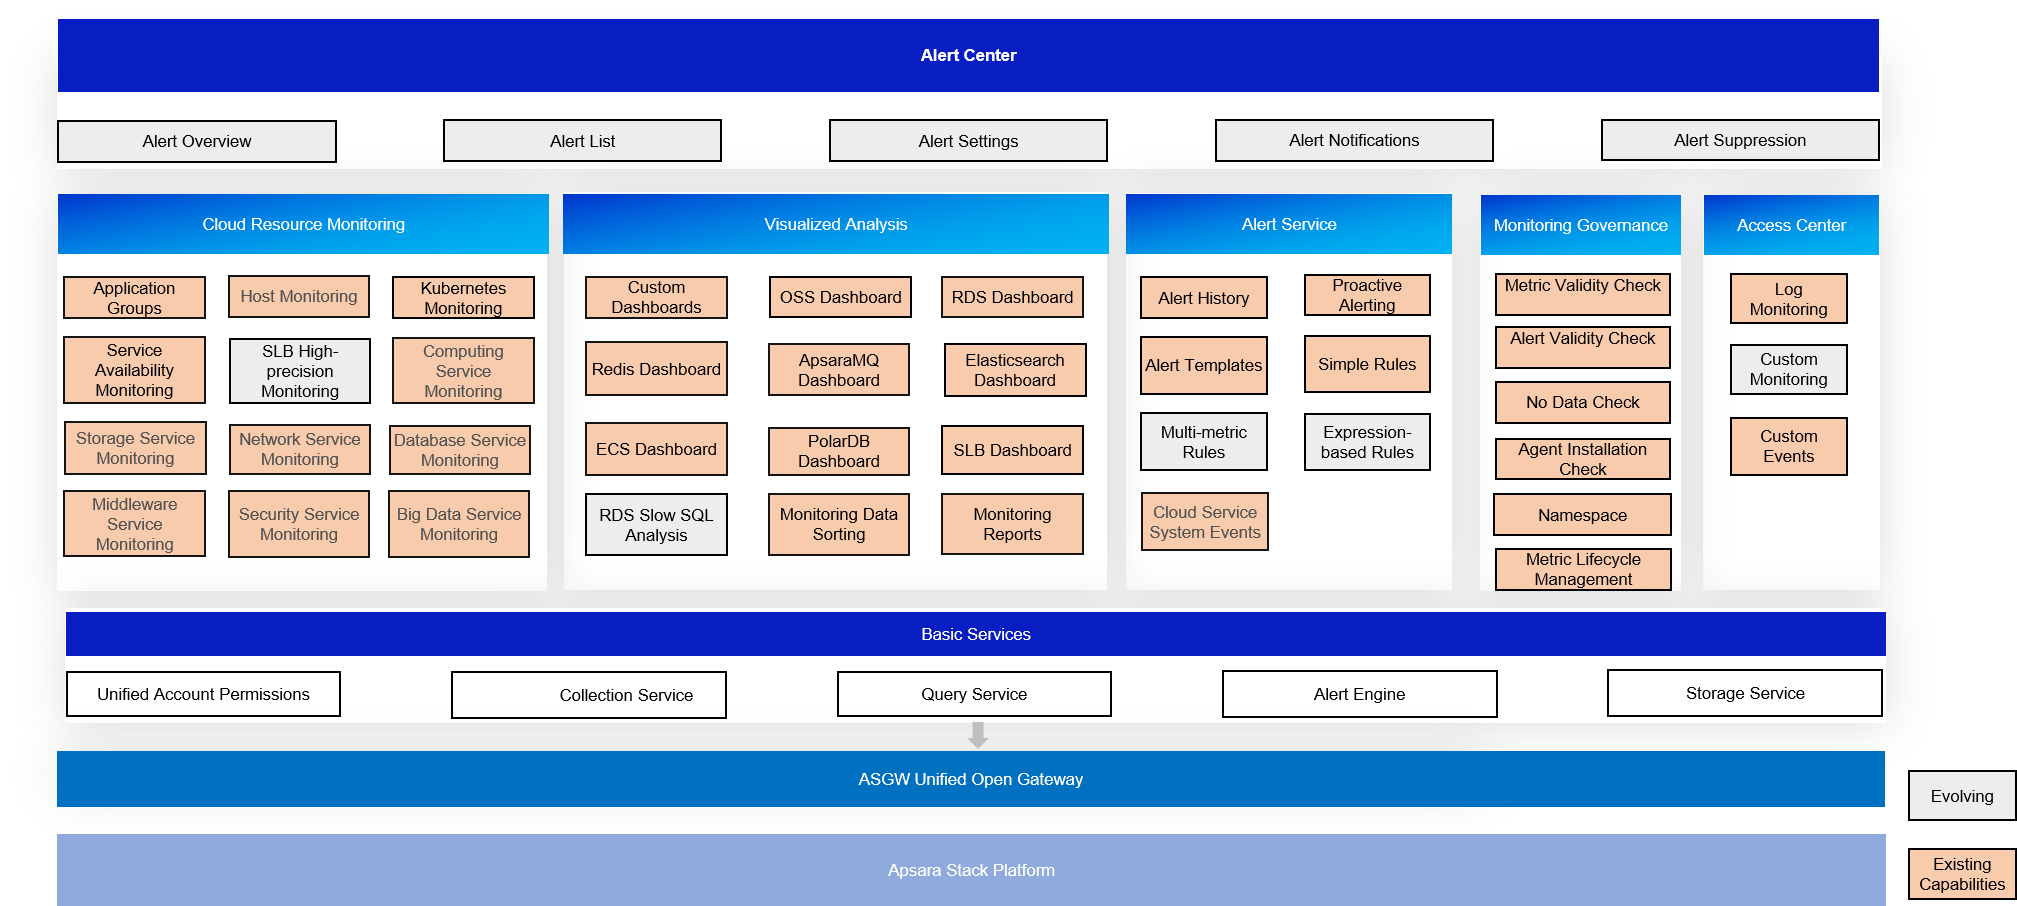 Alert Center
Alert Overview
Alert List
Alert Settings
Alert Notifications
Alert Suppression
Cloud Resource Monitoring
Application
Groups
Host Monitoring
Kubernetes
Monitoring
Service
Availability
Monitoring
SLB High-
precision
Monitoring
Computing
Service
Monitoring
Storage Service
Monitoring
Network Service
Monitoring
Database Service
Monitoring
Middleware
Service
Monitoring
Security Service
Monitoring
Big Data Service
Monitoring
Visualized Analysis
Custom
Dashboards
OSS Dashboard
RDS Dashboard
Redis Dashboard
ApsaraMQ
Dashboard
Elasticsearch
Dashboard
ECS Dashboard
PolarDB
Dashboard
SLB Dashboard
RDS Slow SQL
Analysis
Monitoring Data
Sorting
Monitoring
Reports
Alert Service
Alert History
Proactive
Alerting
Alert Templates
Simple Rules
Multi-metric
Rules
Expression-
based Rules
Cloud Service
System Events
Monitoring Governance
Metric Validity Check
Alert Validity Check
No Data Check
Agent Installation
Check
Namespace
Metric Lifecycle
Management
Access Center
Log
Monitoring
Custom
Monitoring
Custom
Events
Basic Services
Unified Account Permissions
Collection Service
Query Service
Alert Engine
Storage Service
ASGW Unified Open Gateway
Apsara Stack Platform
Evolving
Existing
Capabilities